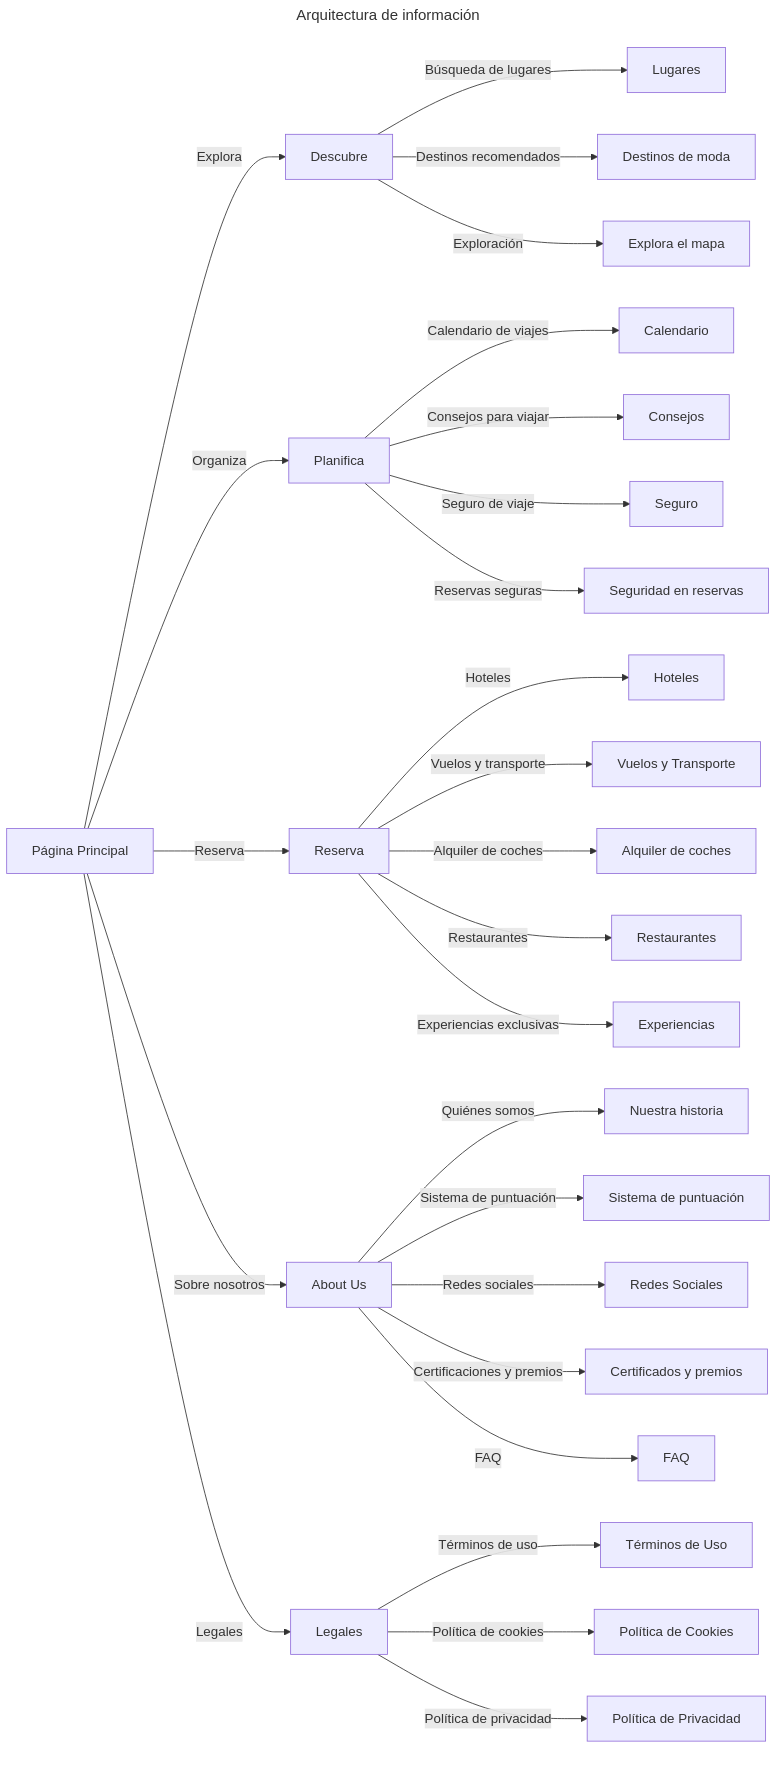 Arquitectura de información
Búsqueda de lugares
Lugares
Explora
Descubre
Destinos recomendados
Destinos de moda
Exploración
Explora el mapa
Calendario de viajes
Calendario
Consejos para viajar
Consejos
Organiza
Planifica
Seguro de viaje
Seguro
Reservas seguras
Seguridad en reservas
Hoteles
Hoteles
Vuelos y transporte
Vuelos y Transporte
Página Principal
Reserva
Reserva
Alquiler de coches
Alquiler de coches
Restaurantes
Restaurantes
Experiencias exclusivas
Experiencias
Quiénes somos
Nuestra historia
Sistema de puntuación
Sistema de puntuación
Sobre nosotros
About Us
Redes sociales
Redes Sociales
Certificaciones y premios
Certificados y premios
FAQ
FAQ
Términos de uso
Términos de Uso
Legales
Legales
Política de cookies
Política de Cookies
Política de privacidad
Política de Privacidad